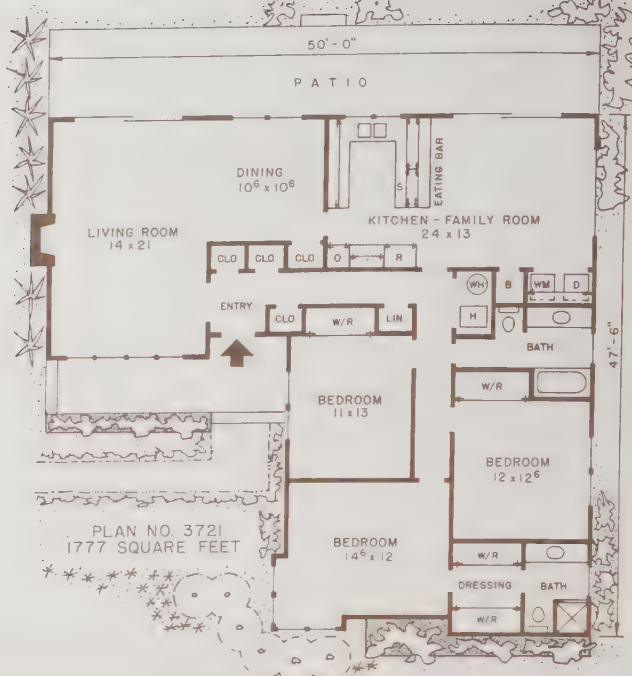 50'-0"
PATIO
DINING
10⁶ x 10⁶
EATING BAR
S
KITCHEN - FAMILY ROOM
24 x 13
LIVING ROOM
14 x 21
CLO
CLO
CLO
O
R
WH
B
WM
D
ENTRY
CLO
W/R
LIN
H
BATH
47'-6"
W/R
BEDROOM
11 x 13
BEDROOM
12 x 12⁶
PLAN NO. 3721
1777 SQUARE FEET
BEDROOM
14⁶ x 12
W/R
DRESSING
BATH
W/R